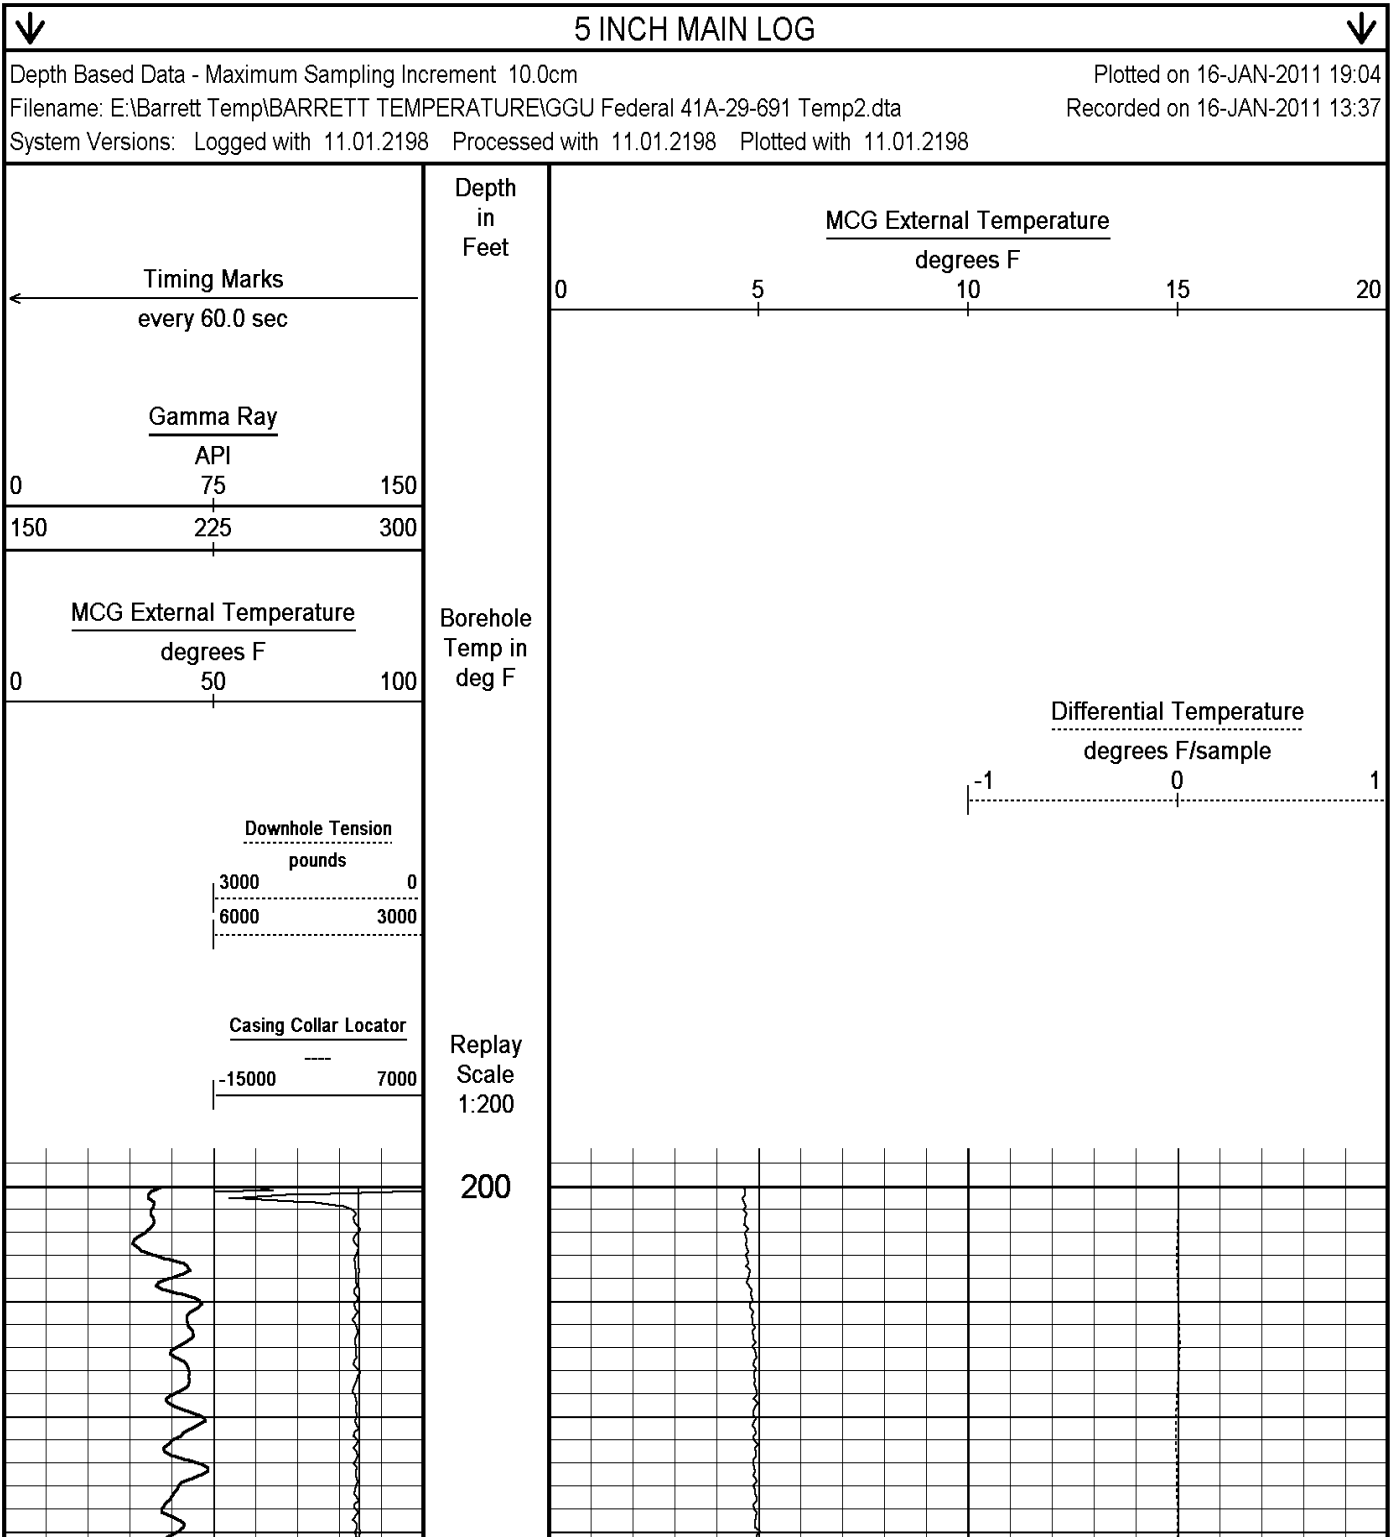 5 INCH MAIN LOG
Depth Based Data - Maximum Sampling Increment 10.0cm
Plotted on 16-JAN-2011 19:04
Filename: E:\Barrett Temp\BARRETT TEMPERATURE\GGU Federal 41A-29-691 Temp2.dta
Recorded on 16-JAN-2011 13:37
System Versions: Logged with 11.01.2198 Processed with 11.01.2198 Plotted with 11.01.2198
Timing Marks
every 60.0 sec
Gamma Ray
API
0 75 150
150 225 300
MCG External Temperature
degrees F
0 50 100
Downhole Tension
pounds
3000 0
6000 3000
Casing Collar Locator
----
-15000 7000
Depth
in
Feet
Borehole
Temp in
deg F
Replay
Scale
1:200
200
MCG External Temperature
degrees F
0 5 10 15 20
Differential Temperature
degrees F/sample
-1 0 1